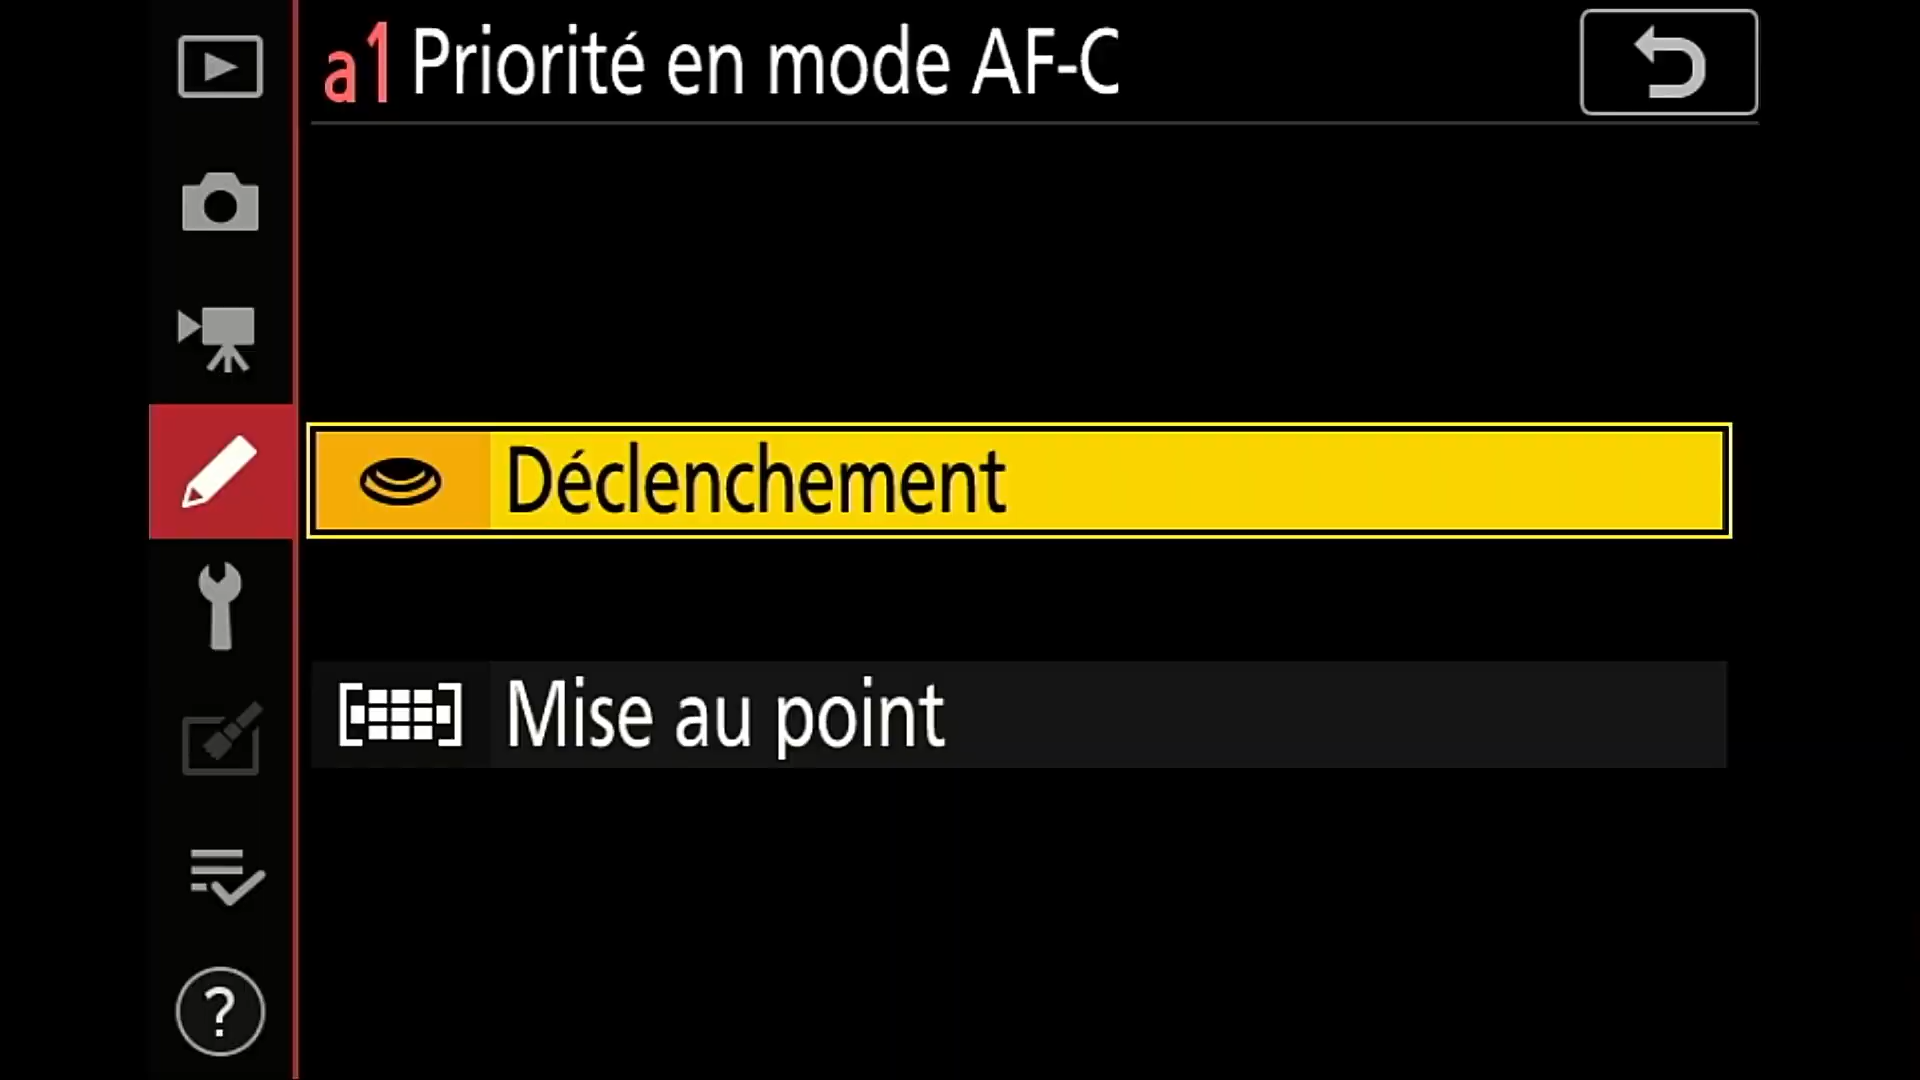 a1 Priorité en mode AF-C
Déclenchement
Mise au point
?